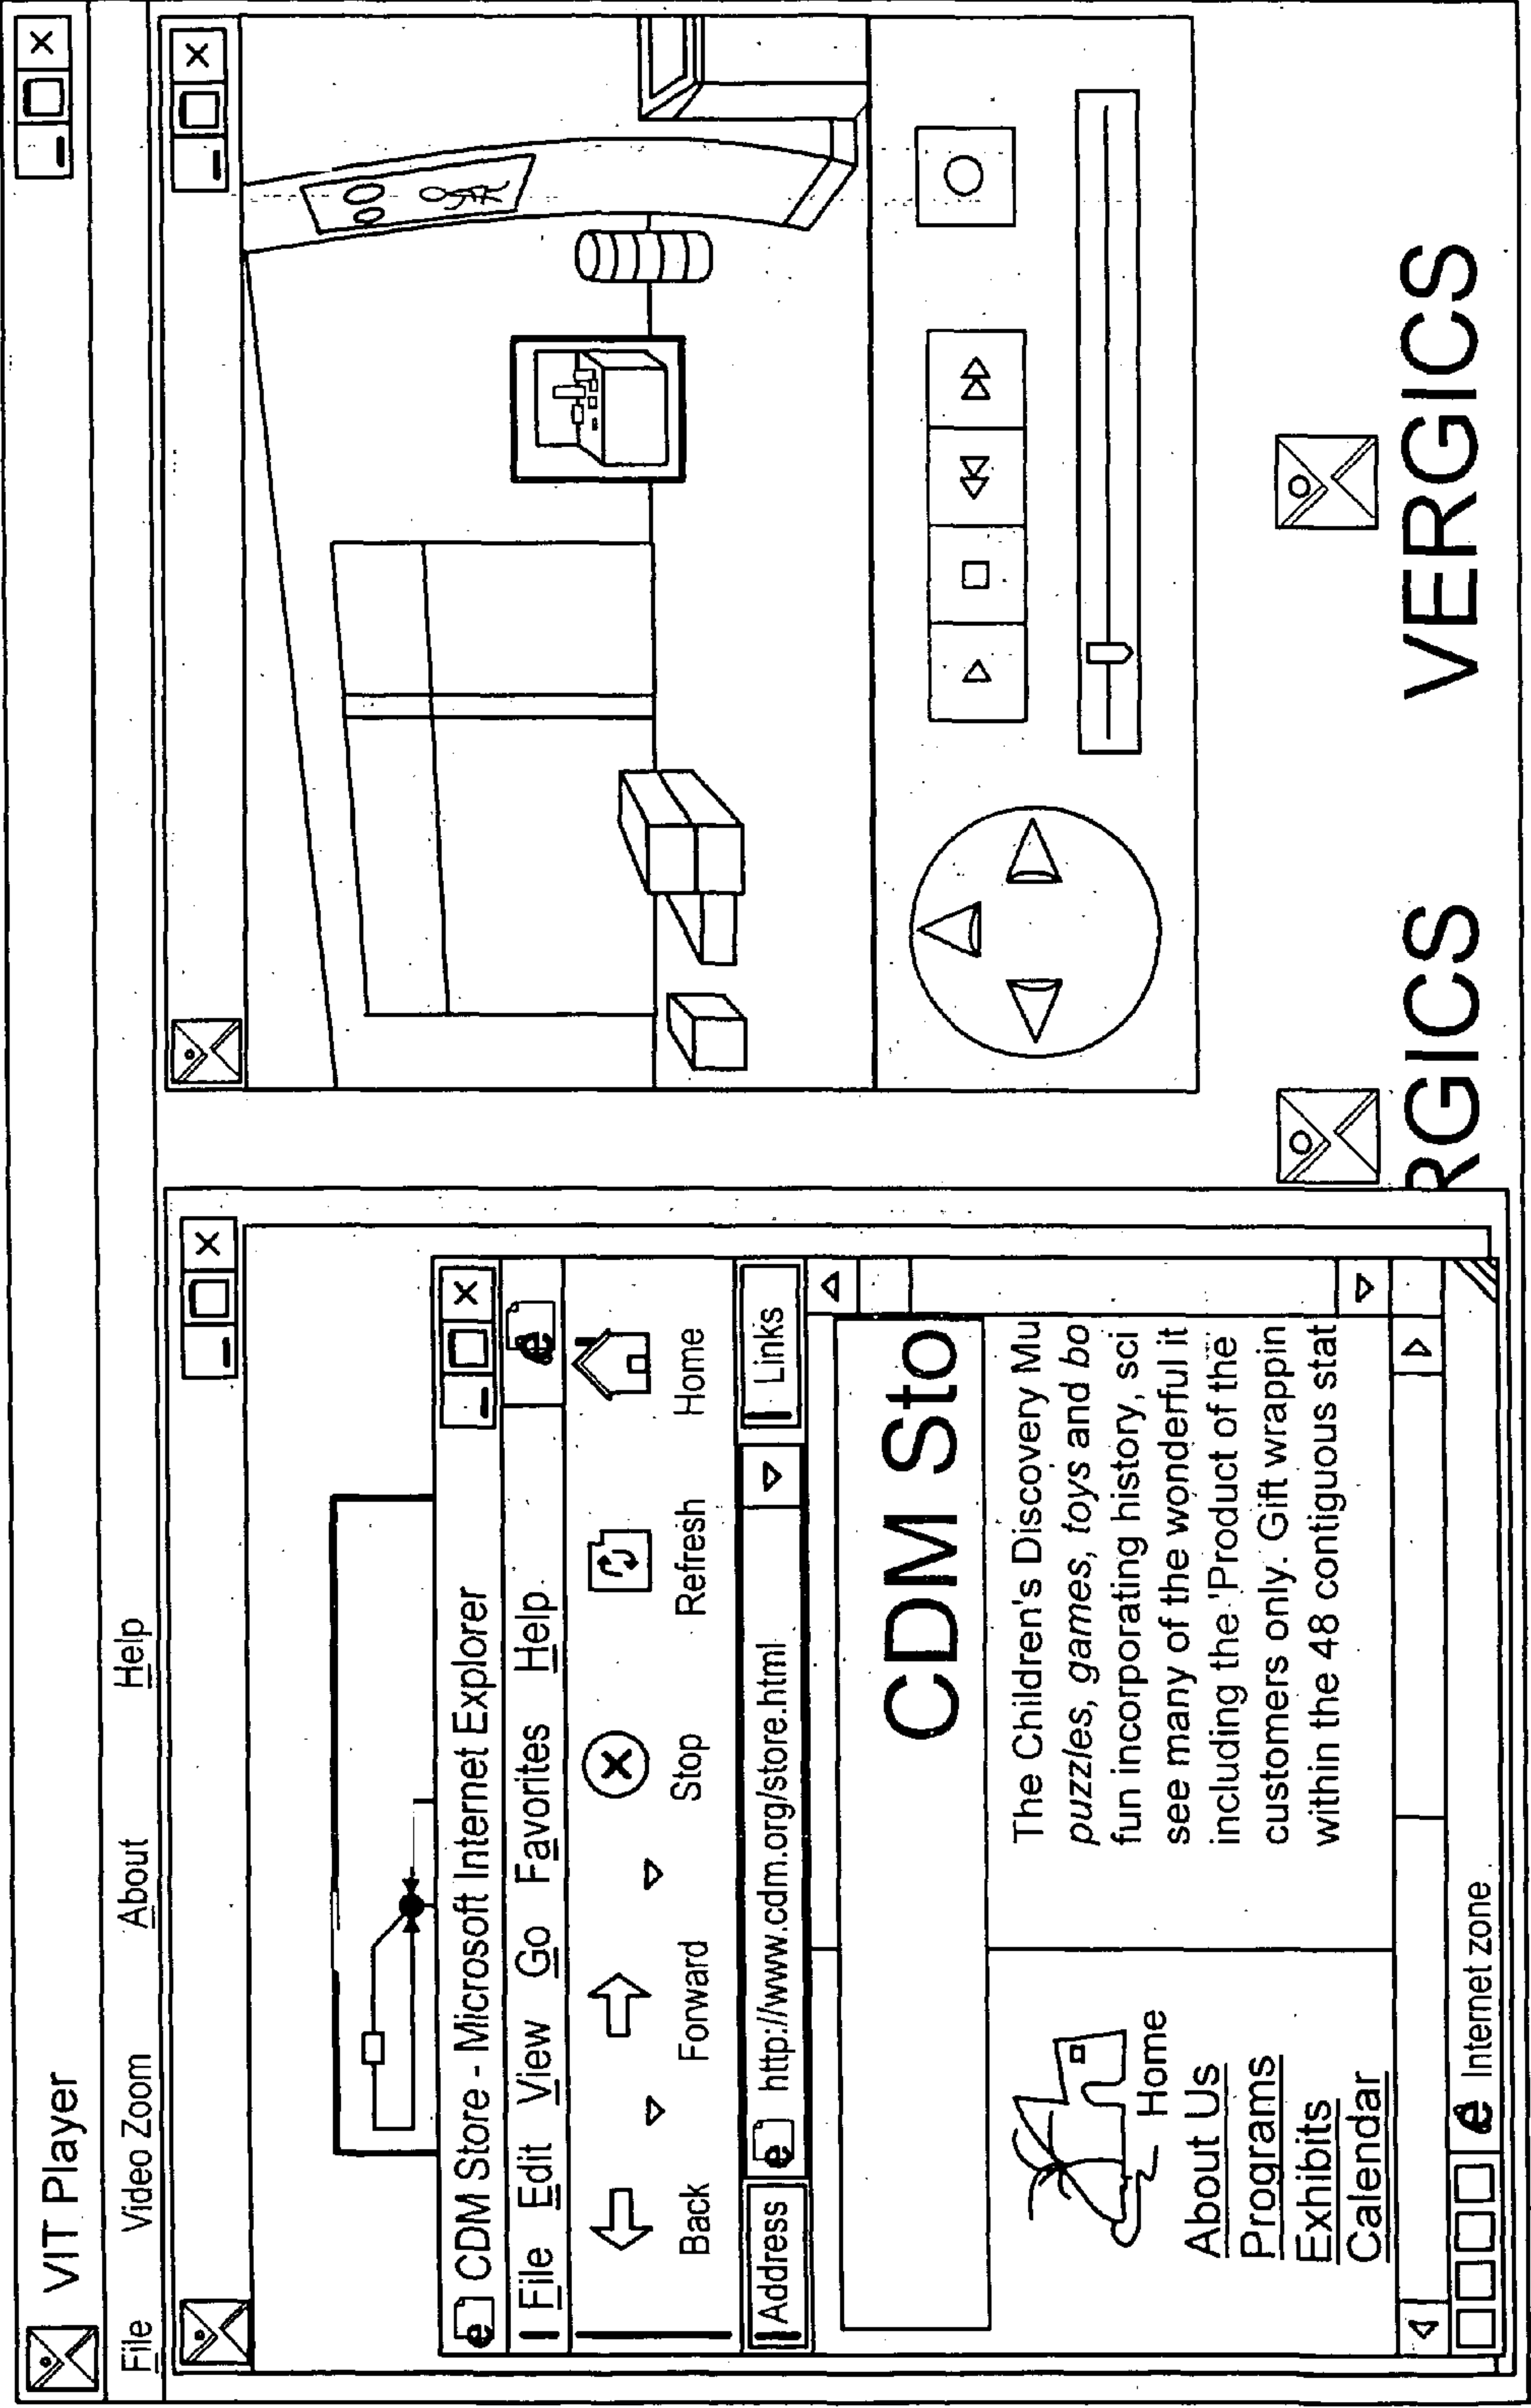 VIT Player
File Video Zoom About Help
CDM Store - Microsoft Internet Explorer
File Edit View Go Favorites Help
Back Forward Stop Refresh Home
Address http://www.cdm.org/store.html Links
CDM Sto
The Children's Discovery Mu
puzzles, games, toys and bo
fun incorporating history, sci
see many of the wonderful it
including the 'Product of the
customers only. Gift wrappin
within the 48 contiguous stat
Home
About Us
Programs
Exhibits
Calendar
Internet zone
RGICS VERGICS